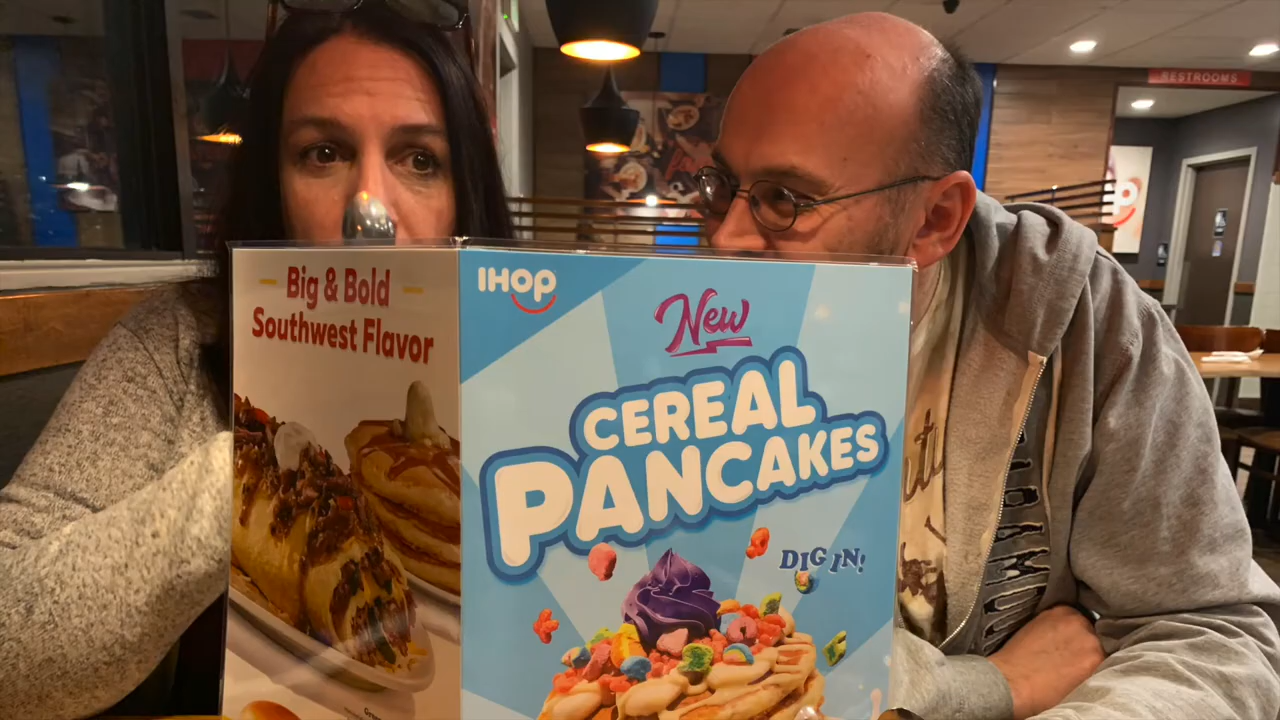 RESTROOMS
Big & Bold
Southwest Flavor
IHOP
New
CEREAL
PANCAKES
DIG IN!